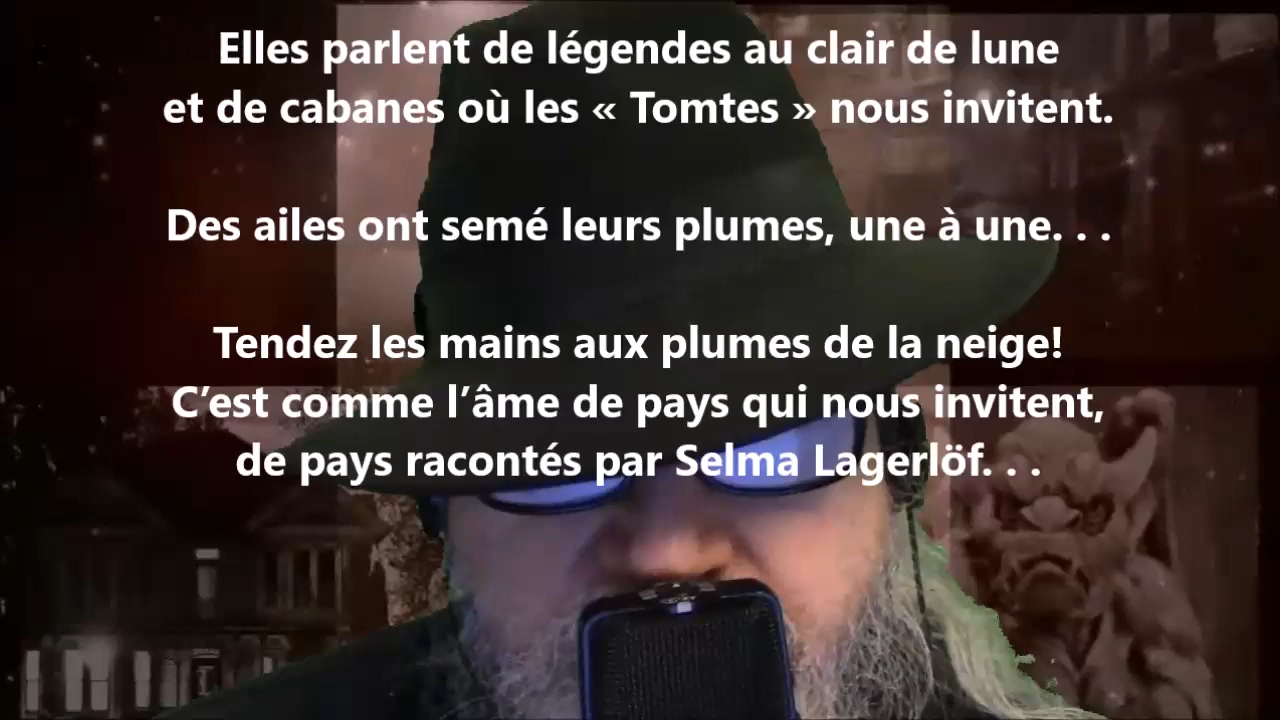 Elles parlent de légendes au clair de lune
et de cabanes où les « Tomtes » nous invitent.
Des ailes ont semé leurs plumes, une à une. . .
Tendez les mains aux plumes de la neige!
C’est comme l’âme de pays qui nous invitent,
de pays racontés par Selma Lagerlöf. . .